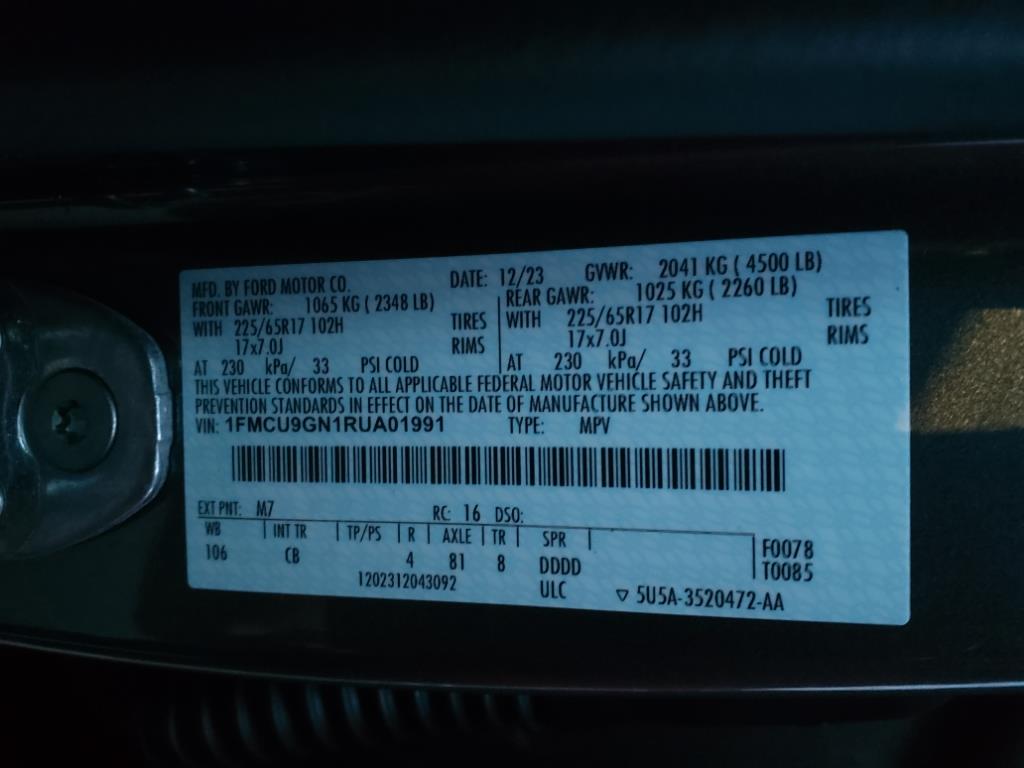 MFD. BY FORD MOTOR CO. DATE: 12/23 GVWR: 2041 KG ( 4500 LB)
FRONT GAWR: 1065 KG ( 2348 LB) REAR GAWR: 1025 KG ( 2260 LB)
WITH 225/65R17 102H TIRES WITH 225/65R17 102H TIRES
17x7.0J RIMS 17x7.0J RIMS
AT 230 kPa/ 33 PSI COLD AT 230 kPa/ 33 PSI COLD
THIS VEHICLE CONFORMS TO ALL APPLICABLE FEDERAL MOTOR VEHICLE SAFETY AND THEFT
PREVENTION STANDARDS IN EFFECT ON THE DATE OF MANUFACTURE SHOWN ABOVE.
VIN: 1FMCU9GN1RUA01991 TYPE: MPV
EXT PNT: M7 RC: 16 DSO:
WB INT TR TP/PS R AXLE TR SPR
106 CB 4 81 8 DDDD F0078
1202312043092 ULC T0085
▽ 5U5A-3520472-AA